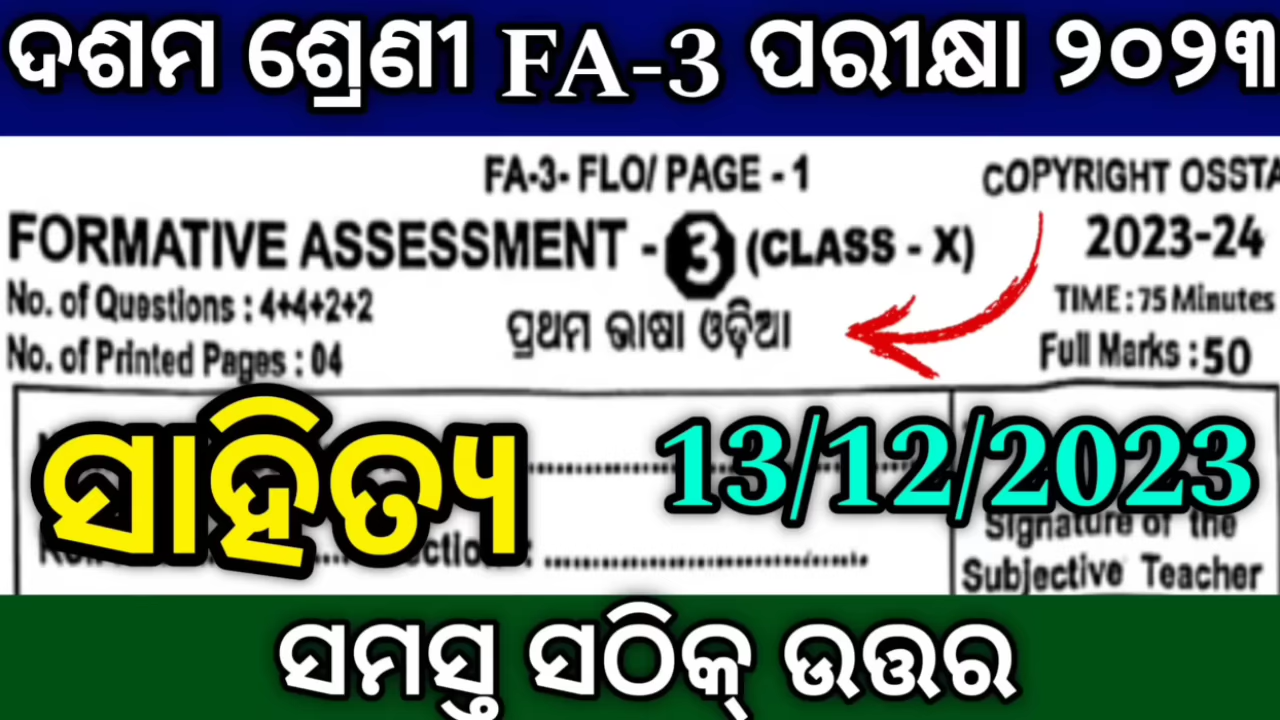 ଦଶମ ଶ୍ରେଣୀ FA-3 ପରୀକ୍ଷା ୨୦୨୩
FA-3- FLO/ PAGE - 1
COPYRIGHT OSSTA
FORMATIVE ASSESSMENT - 3 (CLASS - X)
2023-24
No. of Questions : 4+4+2+2
TIME : 75 Minutes
ପ୍ରଥମ ଭାଷା ଓଡ଼ିଆ
No. of Printed Pages : 04
Full Marks : 50
ସାହିତ୍ୟ
13/12/2023
Signature of the
Subjective Teacher
ସମସ୍ତ ସଠିକ୍ ଉତ୍ତର